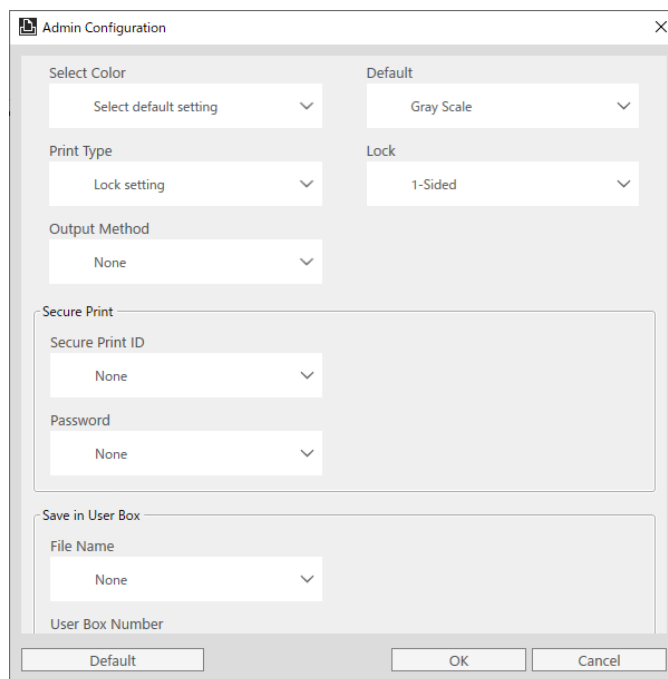 Admin Configuration
Select Color
Default
Select default setting
Gray Scale
Print Type
Lock
Lock setting
1-Sided
Output Method
None
Secure Print
Secure Print ID
None
Password
None
Save in User Box
File Name
None
User Box Number
Default
OK
Cancel